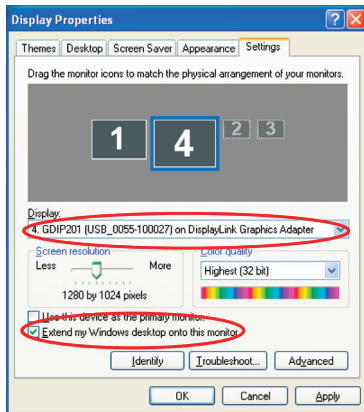 Display Properties
Themes Desktop Screen Saver Appearance Settings
Drag the monitor icons to match the physical arrangement of your monitors.
1 4 2 3
Display:
4. GDIP201 (USB_0055-100027) on DisplayLink Graphics Adapter
Screen resolution
Less More
1280 by 1024 pixels
Color quality
Highest (32 bit)
Use this device as the primary monitor.
Extend my Windows desktop onto this monitor.
Identify Troubleshoot... Advanced
OK Cancel Apply